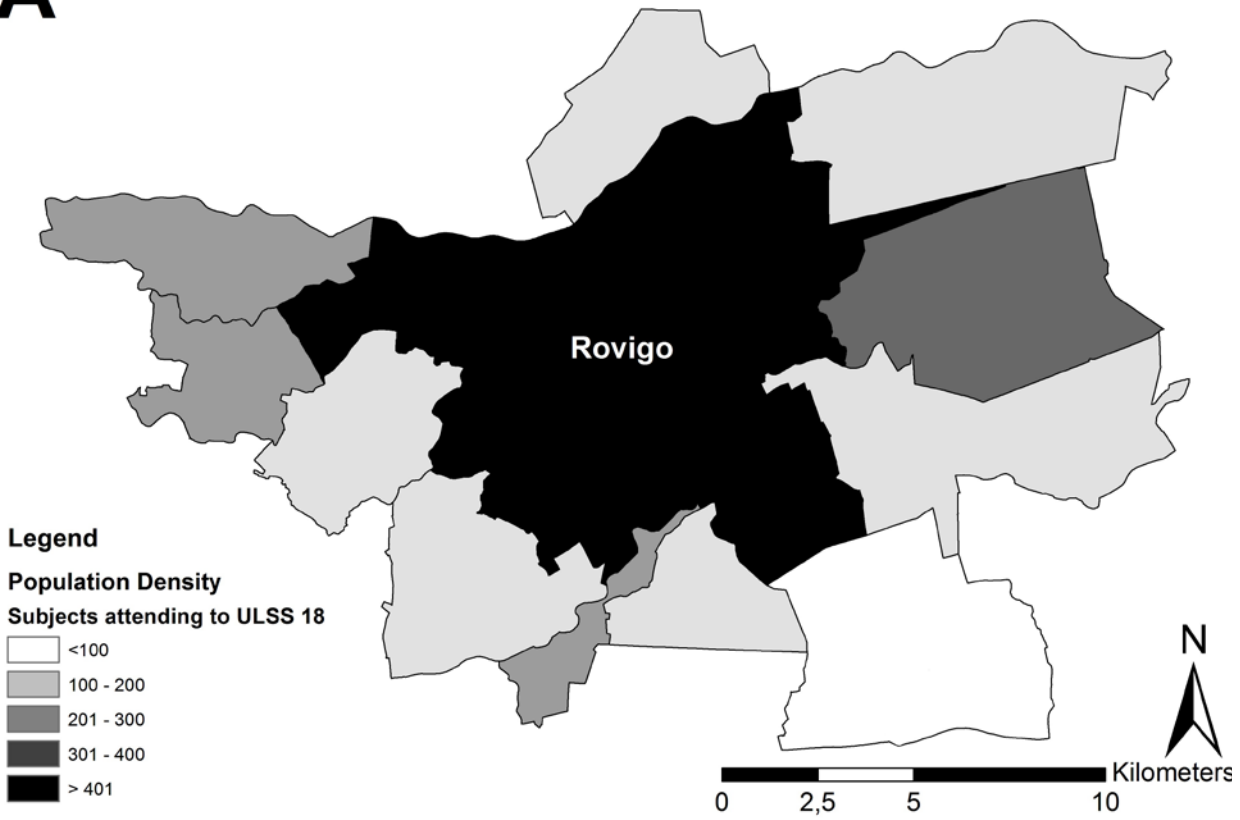 A
Rovigo
Legend
Population Density
Subjects attending to ULSS 18
<100
100 - 200
201 - 300
301 - 400
> 401
N
Kilometers
0 2,5 5 10